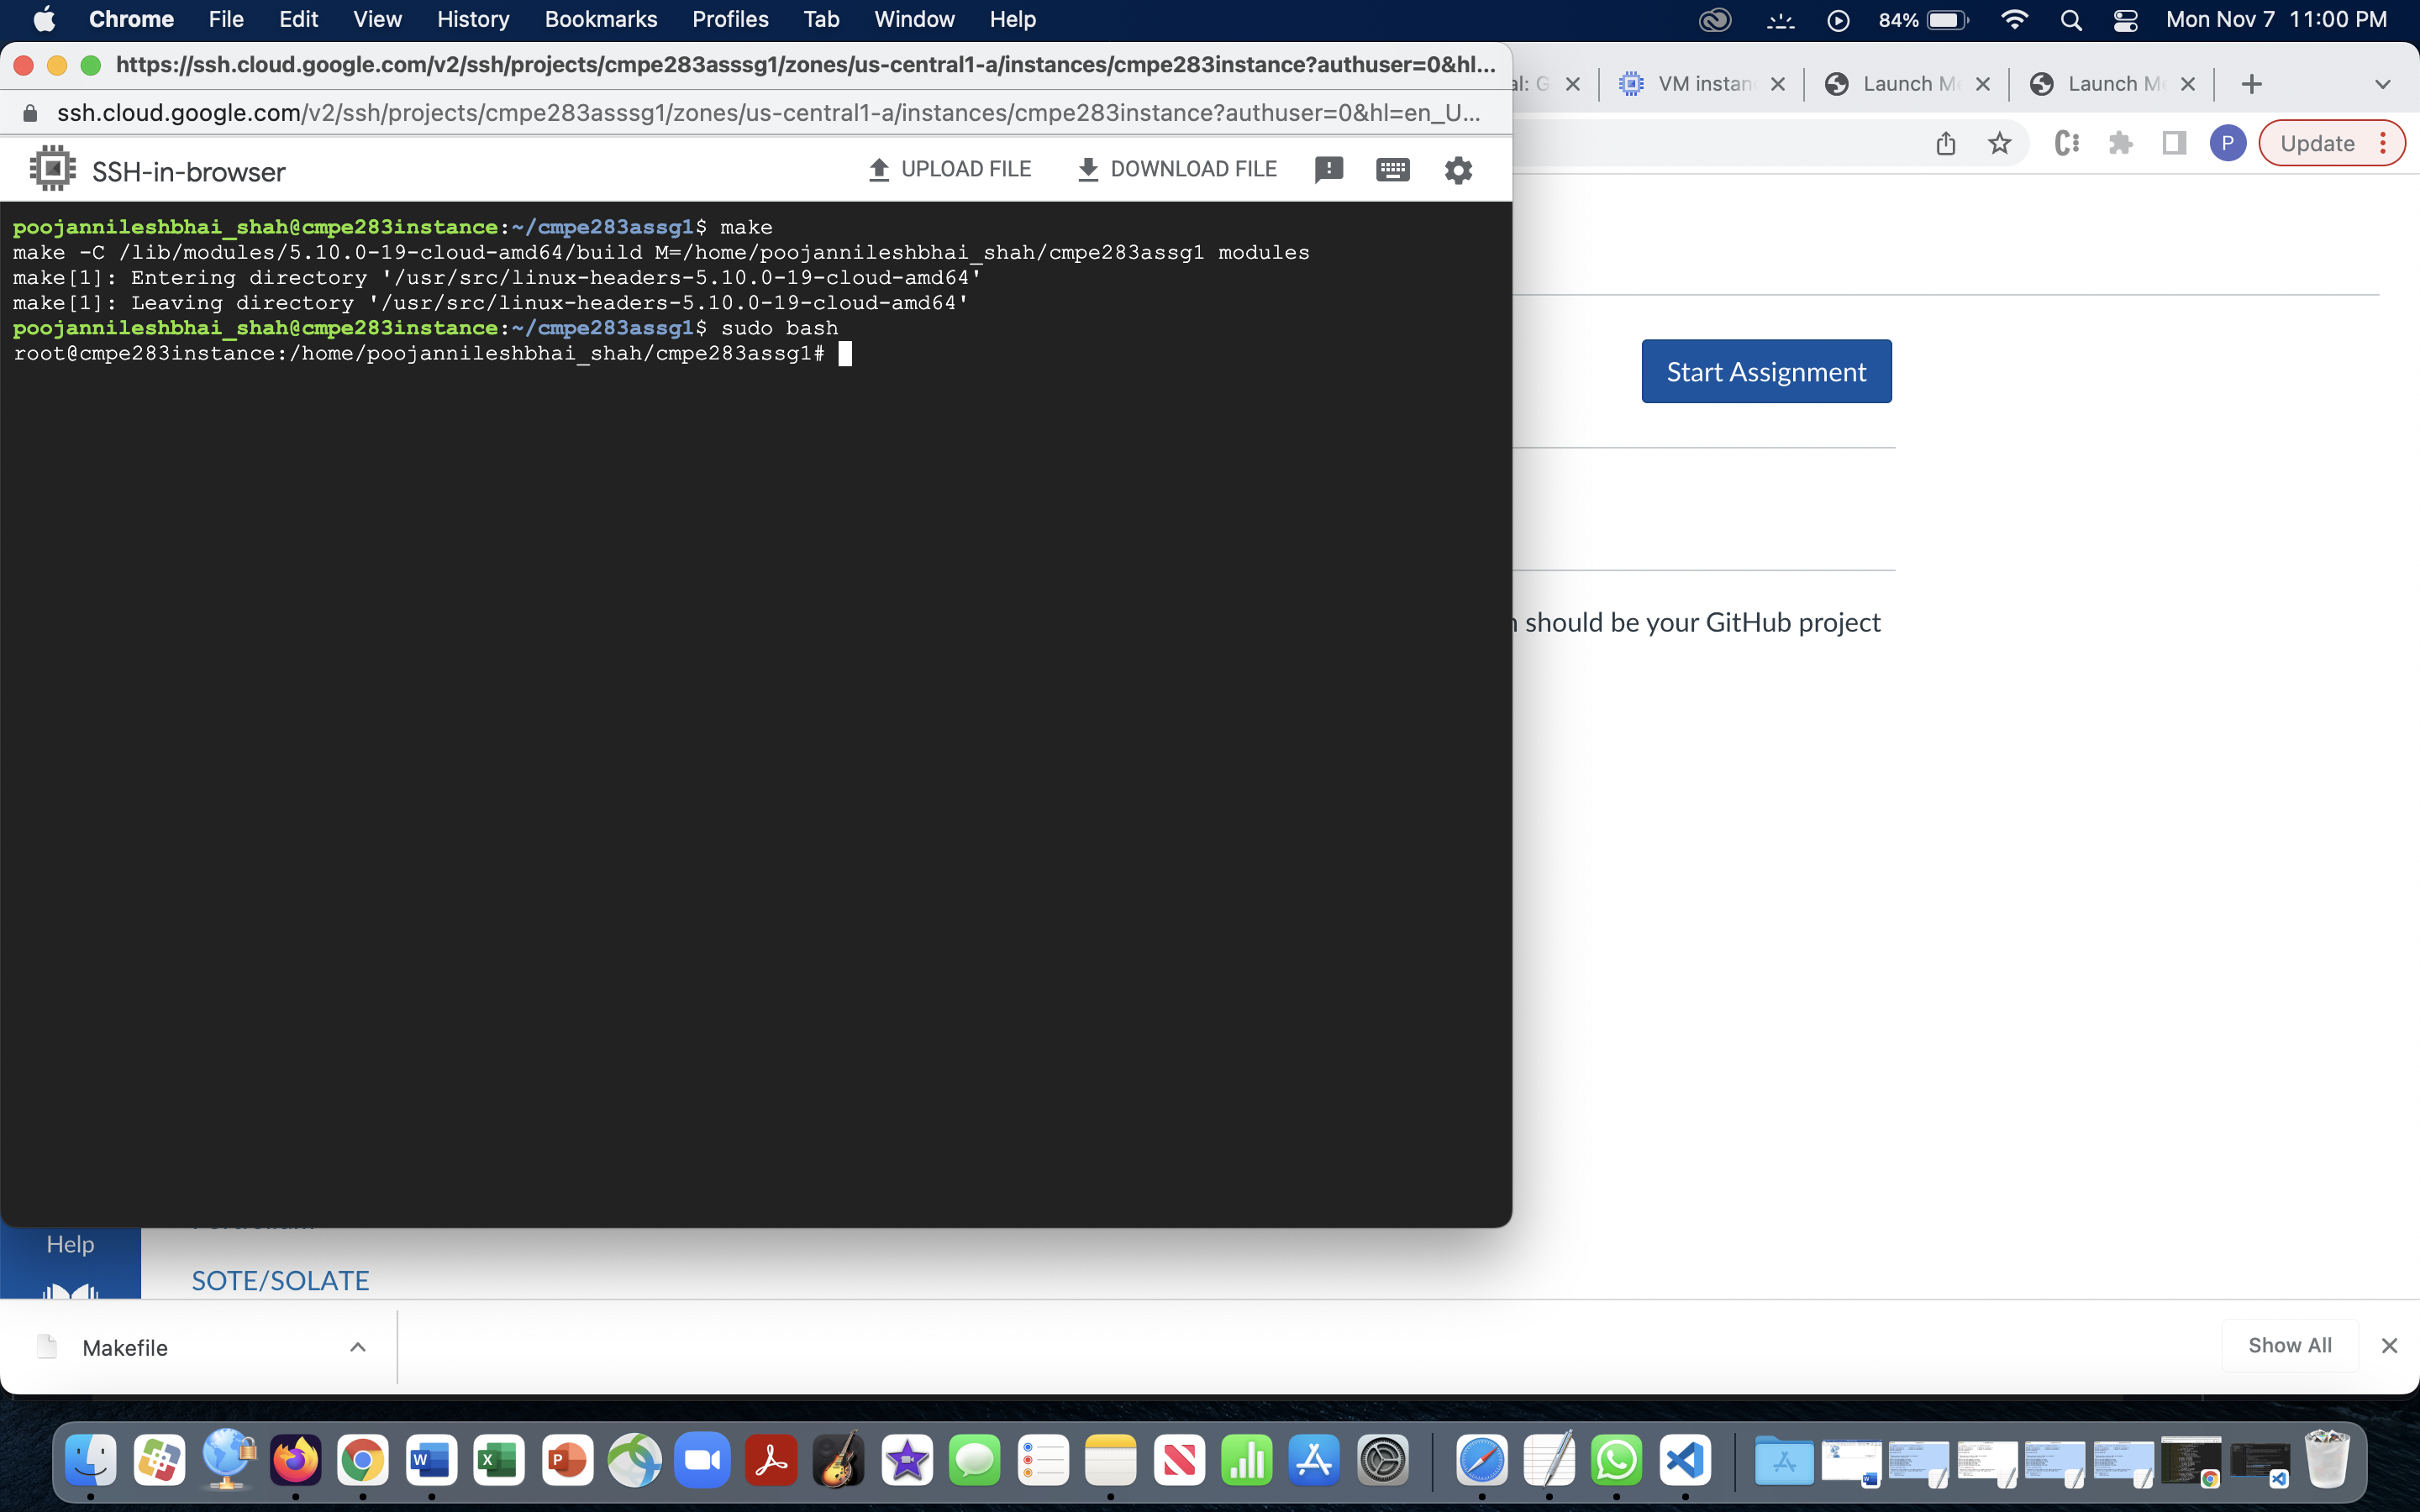 Chrome File Edit View History Bookmarks Profiles Tab Window Help 84% Mon Nov 7 11:00 PM
https://ssh.cloud.google.com/v2/ssh/projects/cmpe283asssg1/zones/us-central1-a/instances/cmpe283instance?authuser=0&hl...
al: G VM instan Launch Me Launch Me
ssh.cloud.google.com/v2/ssh/projects/cmpe283asssg1/zones/us-central1-a/instances/cmpe283instance?authuser=0&hl=en_U...
P Update
SSH-in-browser UPLOAD FILE DOWNLOAD FILE
poojannileshbhai_shah@cmpe283instance:~/cmpe283assg1$ make
make -C /lib/modules/5.10.0-19-cloud-amd64/build M=/home/poojannileshbhai_shah/cmpe283assg1 modules
make[1]: Entering directory '/usr/src/linux-headers-5.10.0-19-cloud-amd64'
make[1]: Leaving directory '/usr/src/linux-headers-5.10.0-19-cloud-amd64'
poojannileshbhai_shah@cmpe283instance:~/cmpe283assg1$ sudo bash
root@cmpe283instance:/home/poojannileshbhai_shah/cmpe283assg1#
Start Assignment
should be your GitHub project
Help
SOTE/SOLATE
Makefile
Show All